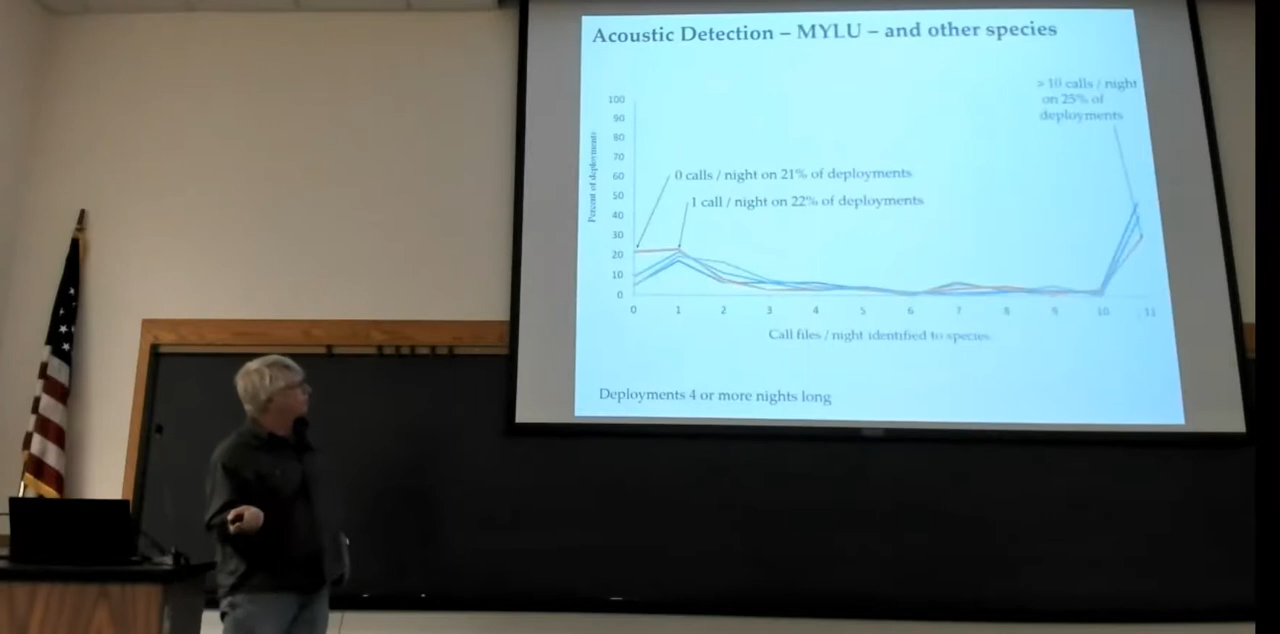 Acoustic Detection – MYLU – and other species
> 10 calls / night
on 25% of
deployments
100
90
80
70
60
50
40
30
20
10
0
Percent of deployments
0 calls / night on 21% of deployments
1 call / night on 22% of deployments
0 1 2 3 4 5 6 7 8 9 10 11
Call files / night identified to species
Deployments 4 or more nights long